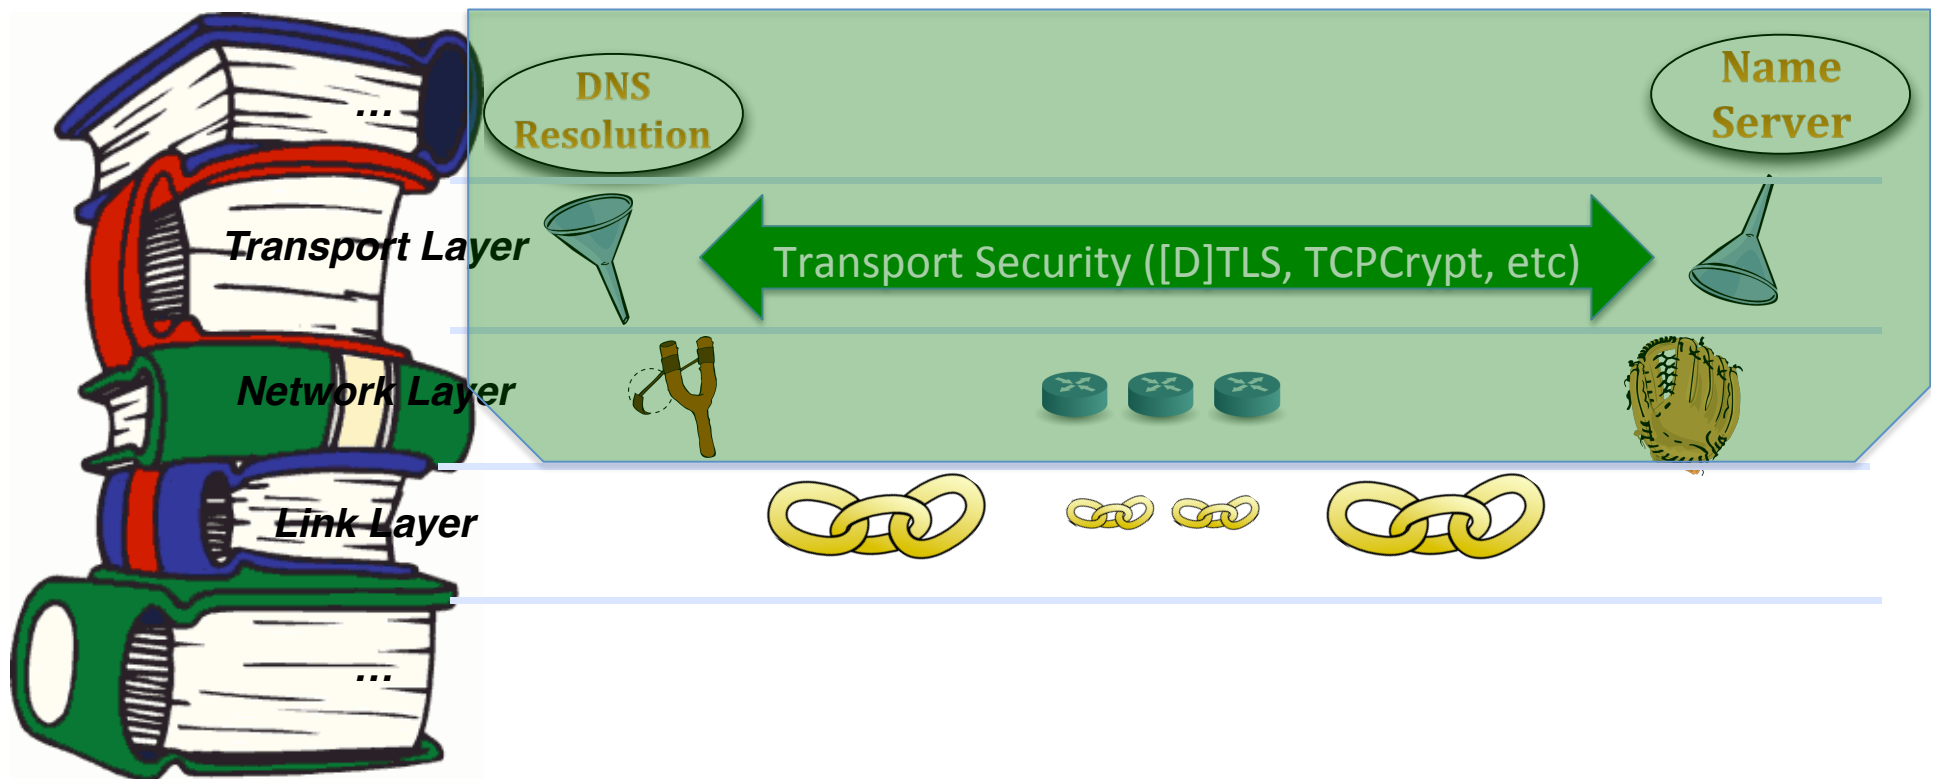 ...
DNS
Resolution
Name
Server
Transport Layer
Transport Security ([D]TLS, TCPCrypt, etc)
Network Layer
Link Layer
...